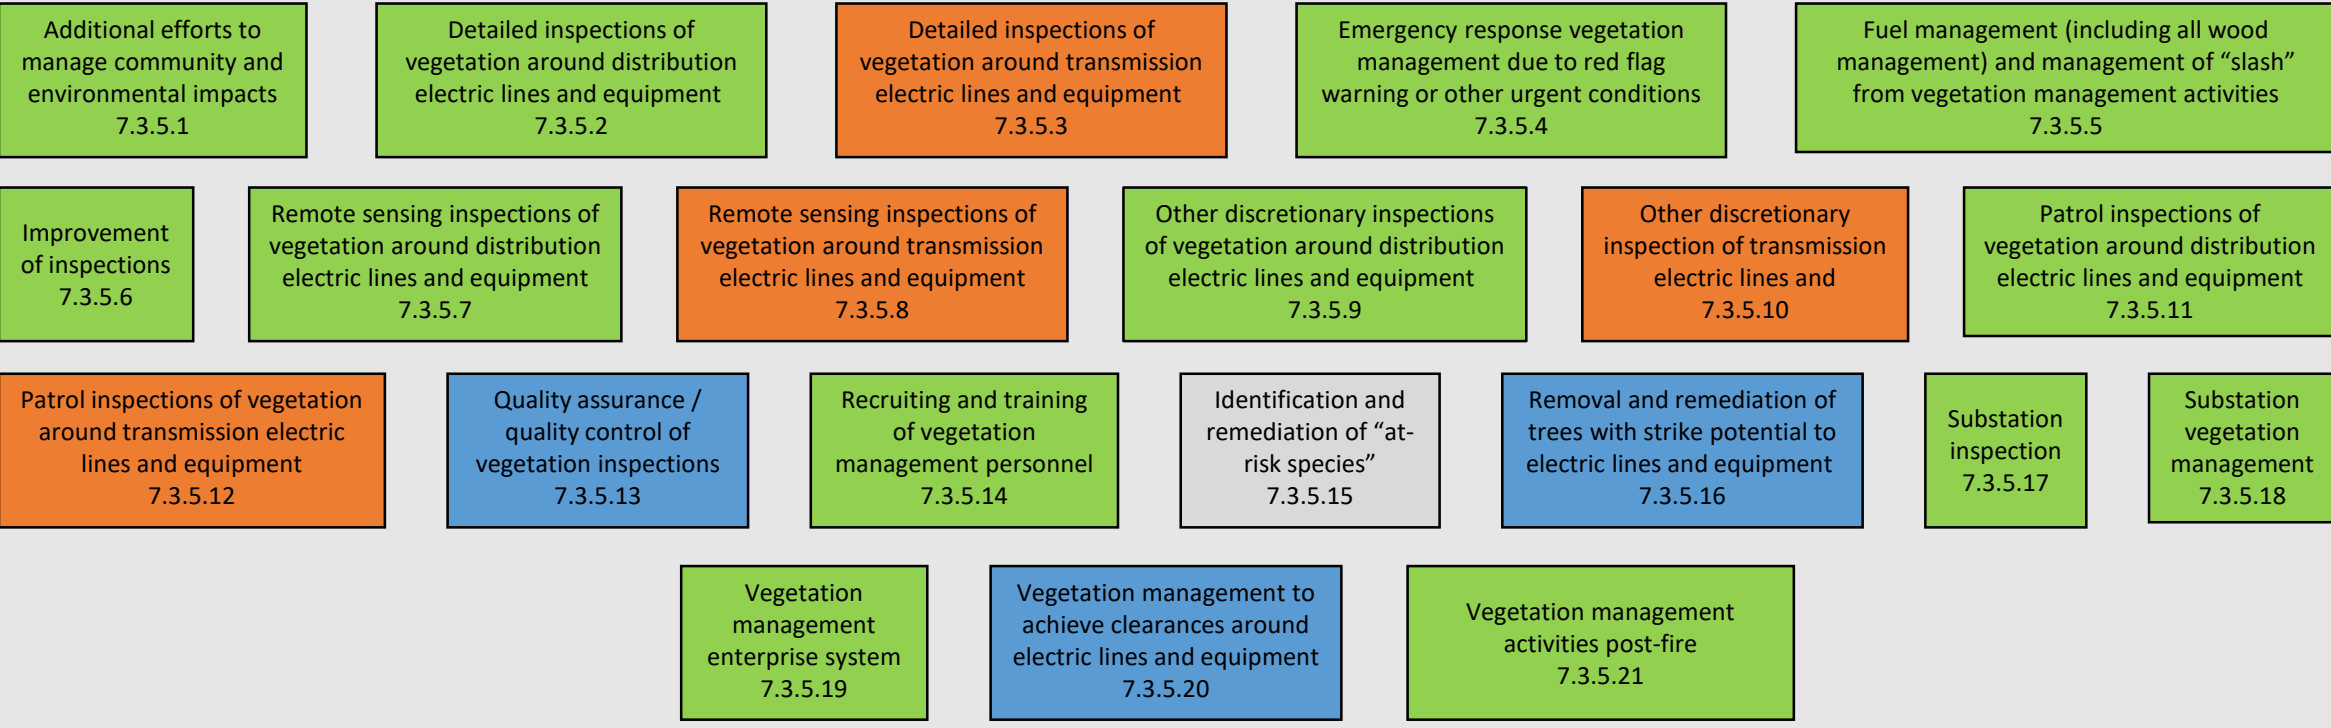 Additional efforts to
manage community and
environmental impacts
7.3.5.1
Detailed inspections of
vegetation around distribution
electric lines and equipment
7.3.5.2
Detailed inspections of
vegetation around transmission
electric lines and equipment
7.3.5.3
Emergency response vegetation
management due to red flag
warning or other urgent conditions
7.3.5.4
Fuel management (including all wood
management) and management of “slash”
from vegetation management activities
7.3.5.5
Improvement
of inspections
7.3.5.6
Remote sensing inspections of
vegetation around distribution
electric lines and equipment
7.3.5.7
Remote sensing inspections of
vegetation around transmission
electric lines and equipment
7.3.5.8
Other discretionary inspections
of vegetation around distribution
electric lines and equipment
7.3.5.9
Other discretionary
inspection of transmission
electric lines and
7.3.5.10
Patrol inspections of
vegetation around distribution
electric lines and equipment
7.3.5.11
Patrol inspections of vegetation
around transmission electric
lines and equipment
7.3.5.12
Quality assurance /
quality control of
vegetation inspections
7.3.5.13
Recruiting and training
of vegetation
management personnel
7.3.5.14
Identification and
remediation of “at-
risk species”
7.3.5.15
Removal and remediation of
trees with strike potential to
electric lines and equipment
7.3.5.16
Substation
inspection
7.3.5.17
Substation
vegetation
management
7.3.5.18
Vegetation
management
enterprise system
7.3.5.19
Vegetation management to
achieve clearances around
electric lines and equipment
7.3.5.20
Vegetation management
activities post-fire
7.3.5.21